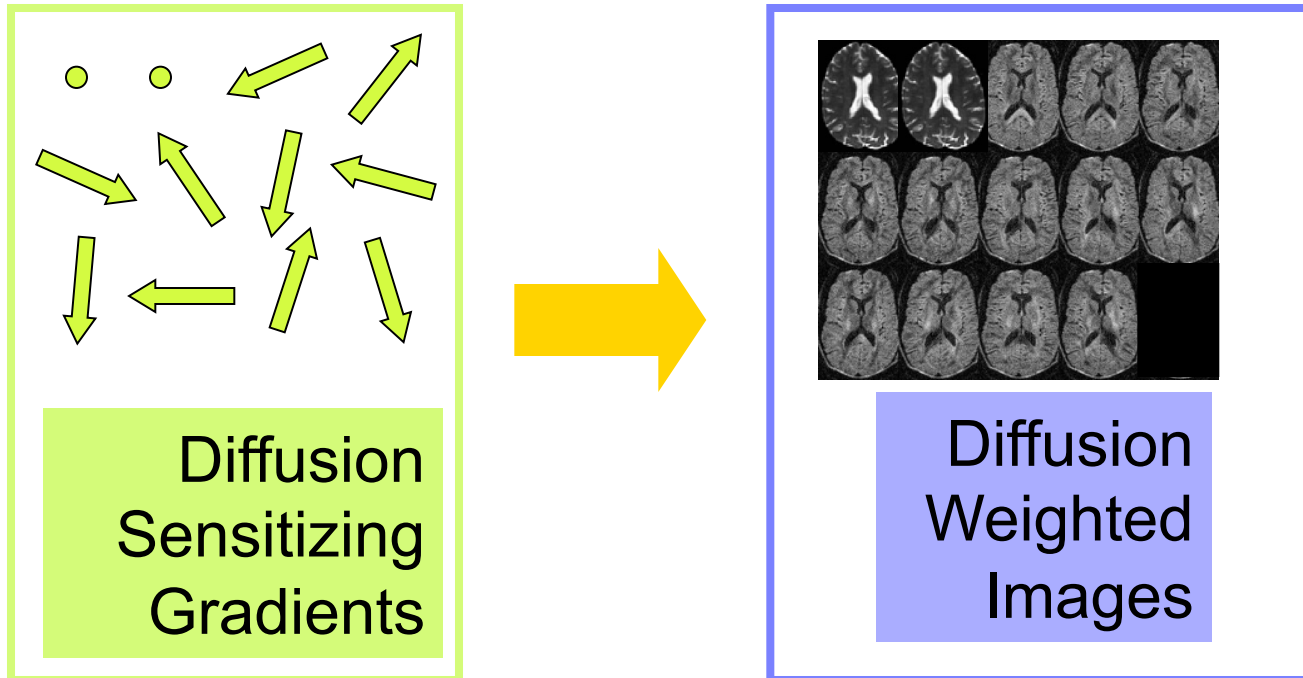 Diffusion
Sensitizing
Gradients
Diffusion
Weighted
Images